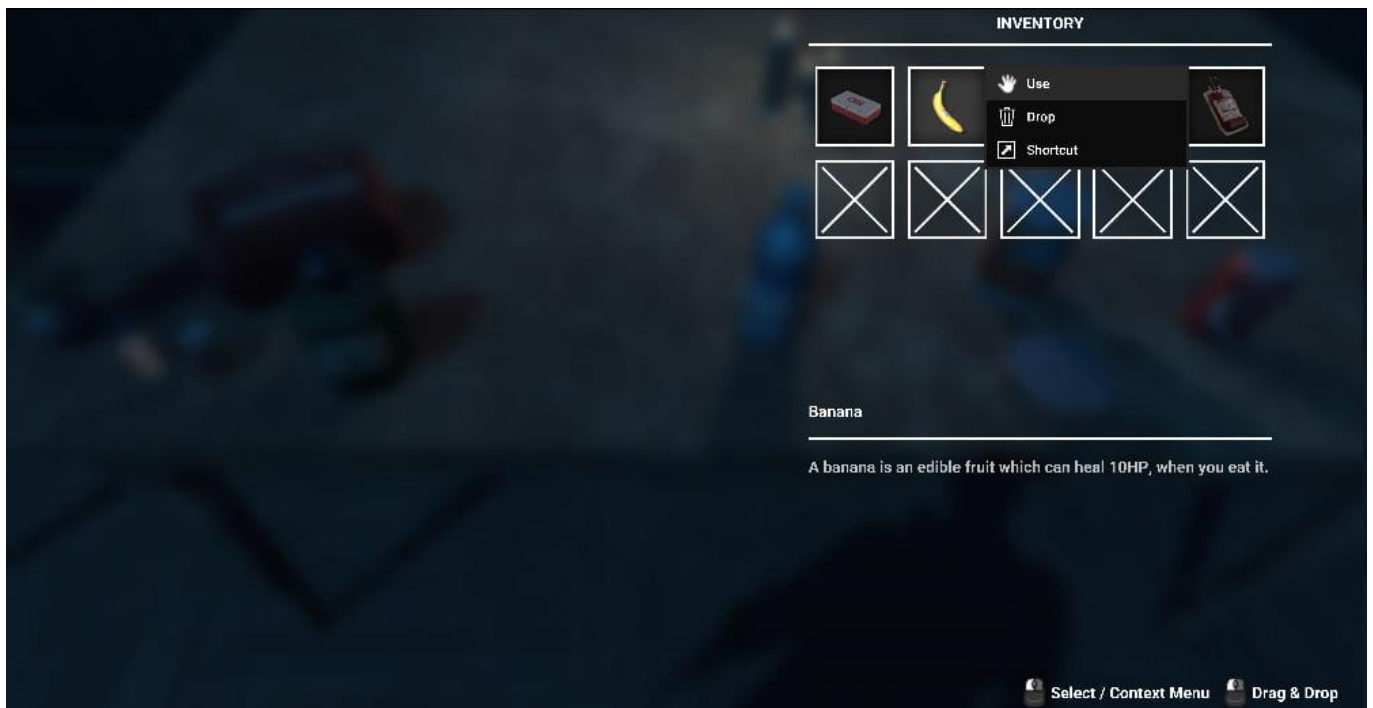 INVENTORY
Use
Drop
Shortcut
Banana
A banana is an edible fruit which can heal 10HP, when you eat it.
Select / Context Menu Drag & Drop